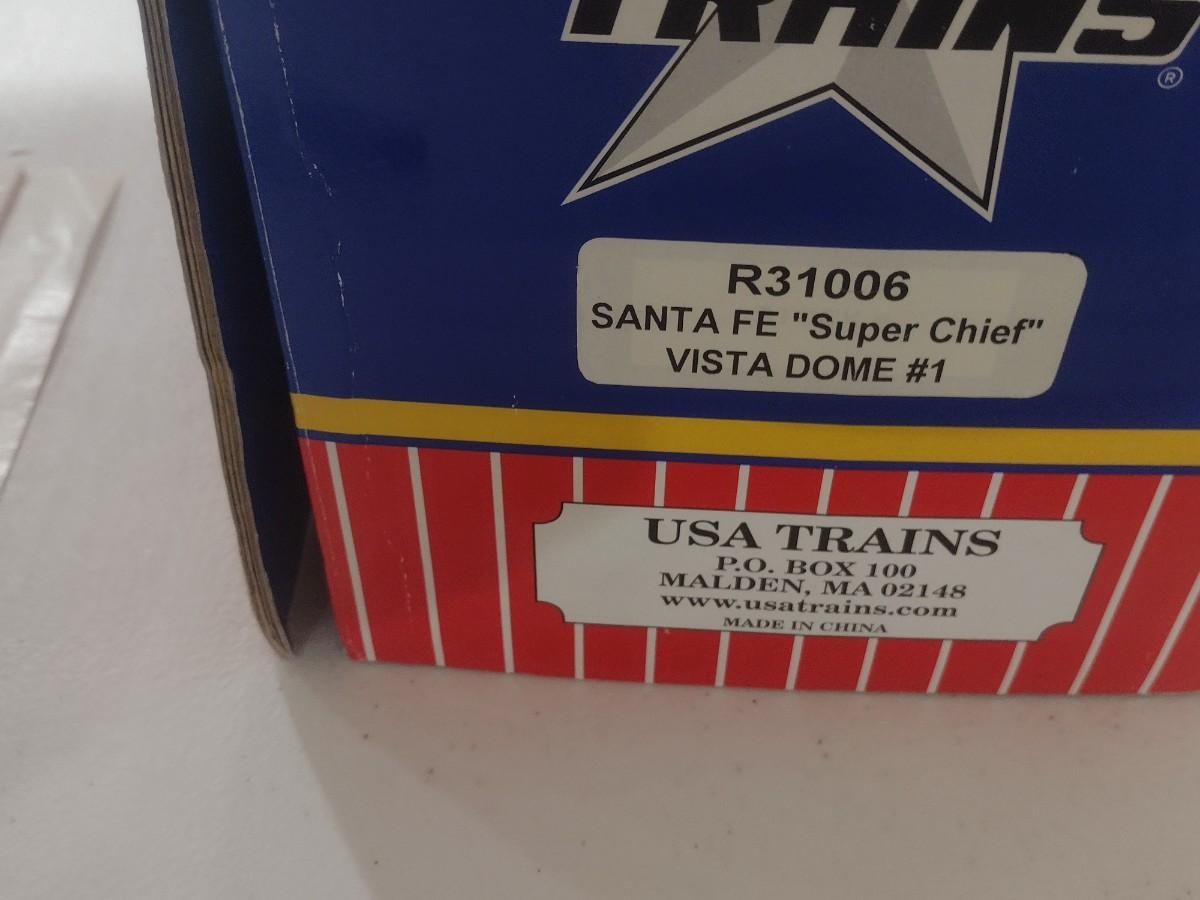 TRAINS
®
R31006
SANTA FE "Super Chief"
VISTA DOME #1
USA TRAINS
P.O. BOX 100
MALDEN, MA 02148
www.usatrains.com
MADE IN CHINA